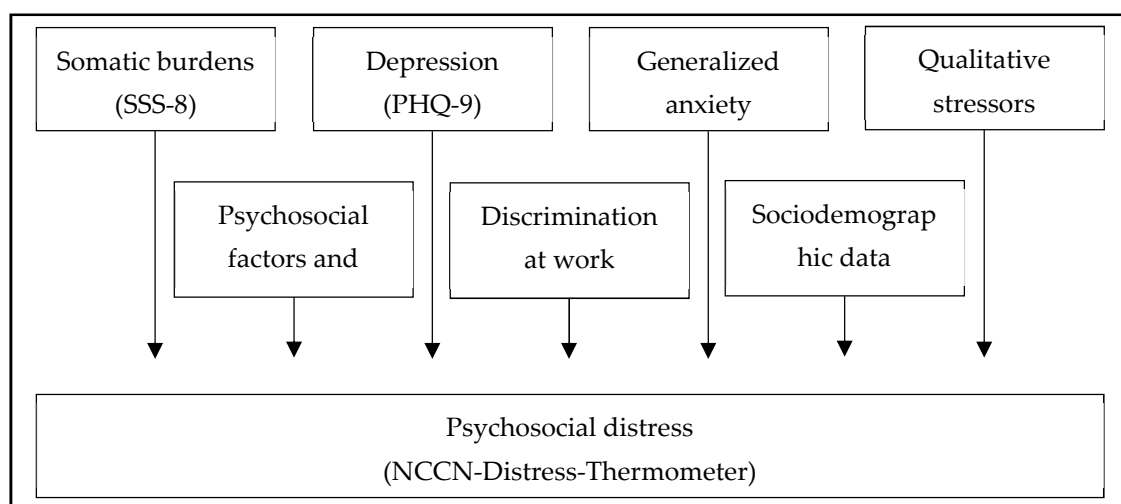 Somatic burdens
(SSS-8)
Depression
(PHQ-9)
Generalized
anxiety
Qualitative
stressors
Psychosocial
factors and
Discrimination
at work
Sociodemograp
hic data
Psychosocial distress
(NCCN-Distress-Thermometer)